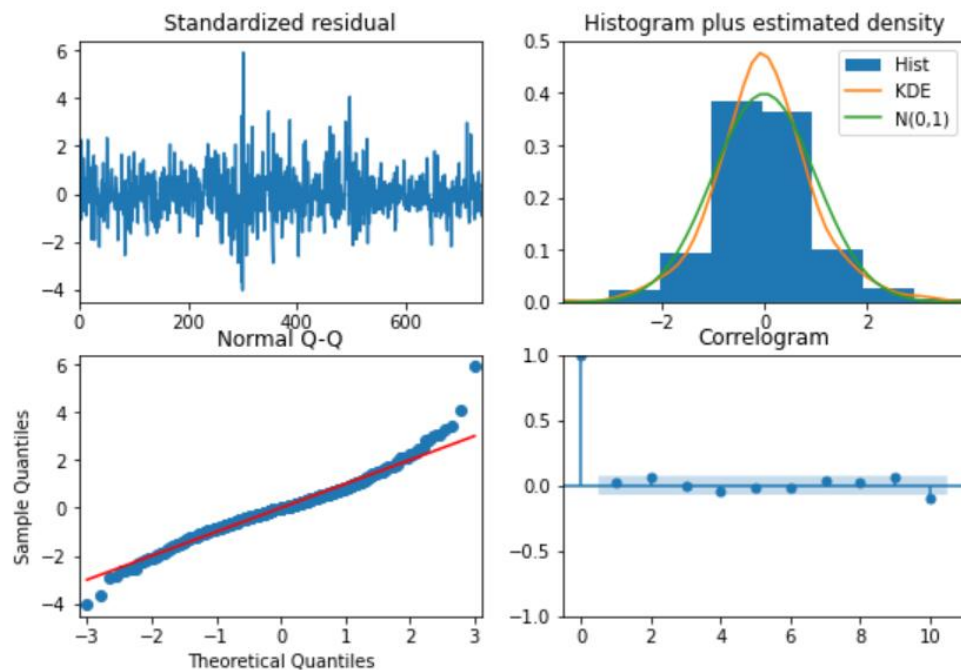 Standardized residual
6
4
2
0
−2
−4
0 200 400 600
Histogram plus estimated density
0.5
0.4
0.3
0.2
0.1
0.0
Hist
KDE
N(0,1)
−2 0 2
Normal Q-Q
Sample Quantiles
6
4
2
0
−2
−4
−3 −2 −1 0 1 2 3
Theoretical Quantiles
Correlogram
1.0
0.5
0.0
−0.5
−1.0
0 2 4 6 8 10